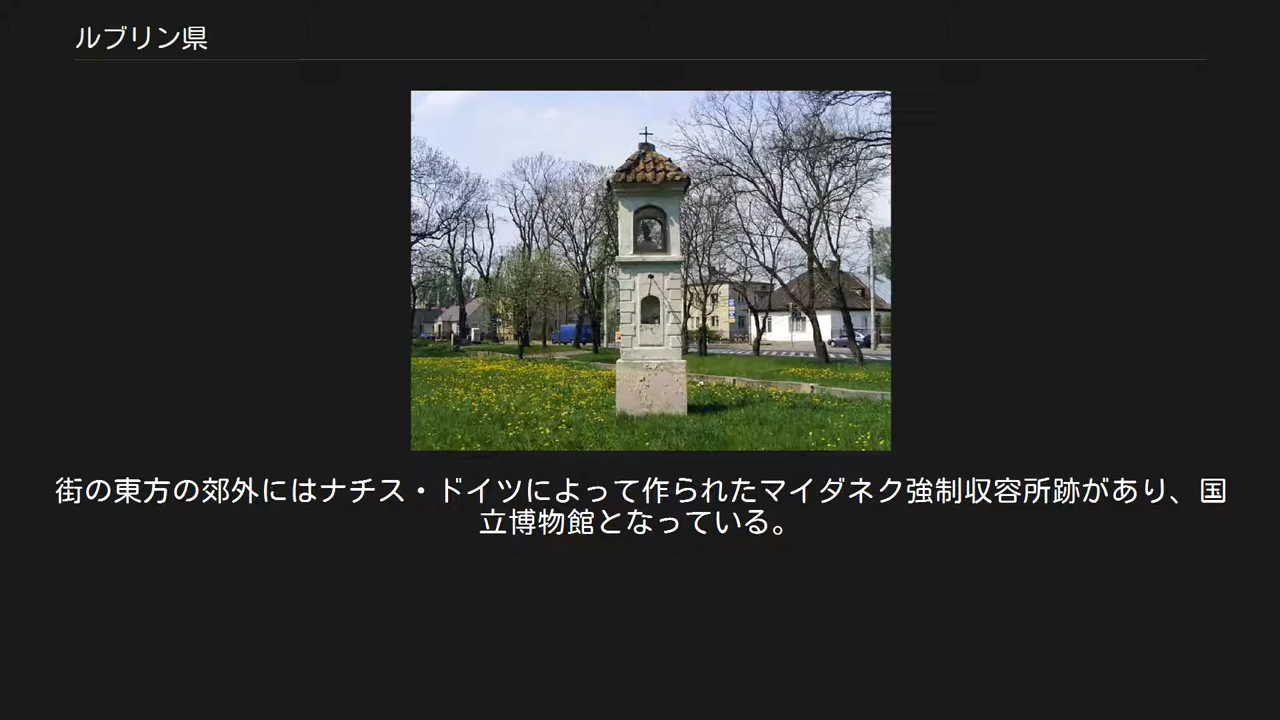 ルブリン県
街の東方の郊外にはナチス・ドイツによって作られたマイダネク強制収容所跡があり、国
立博物館となっている。